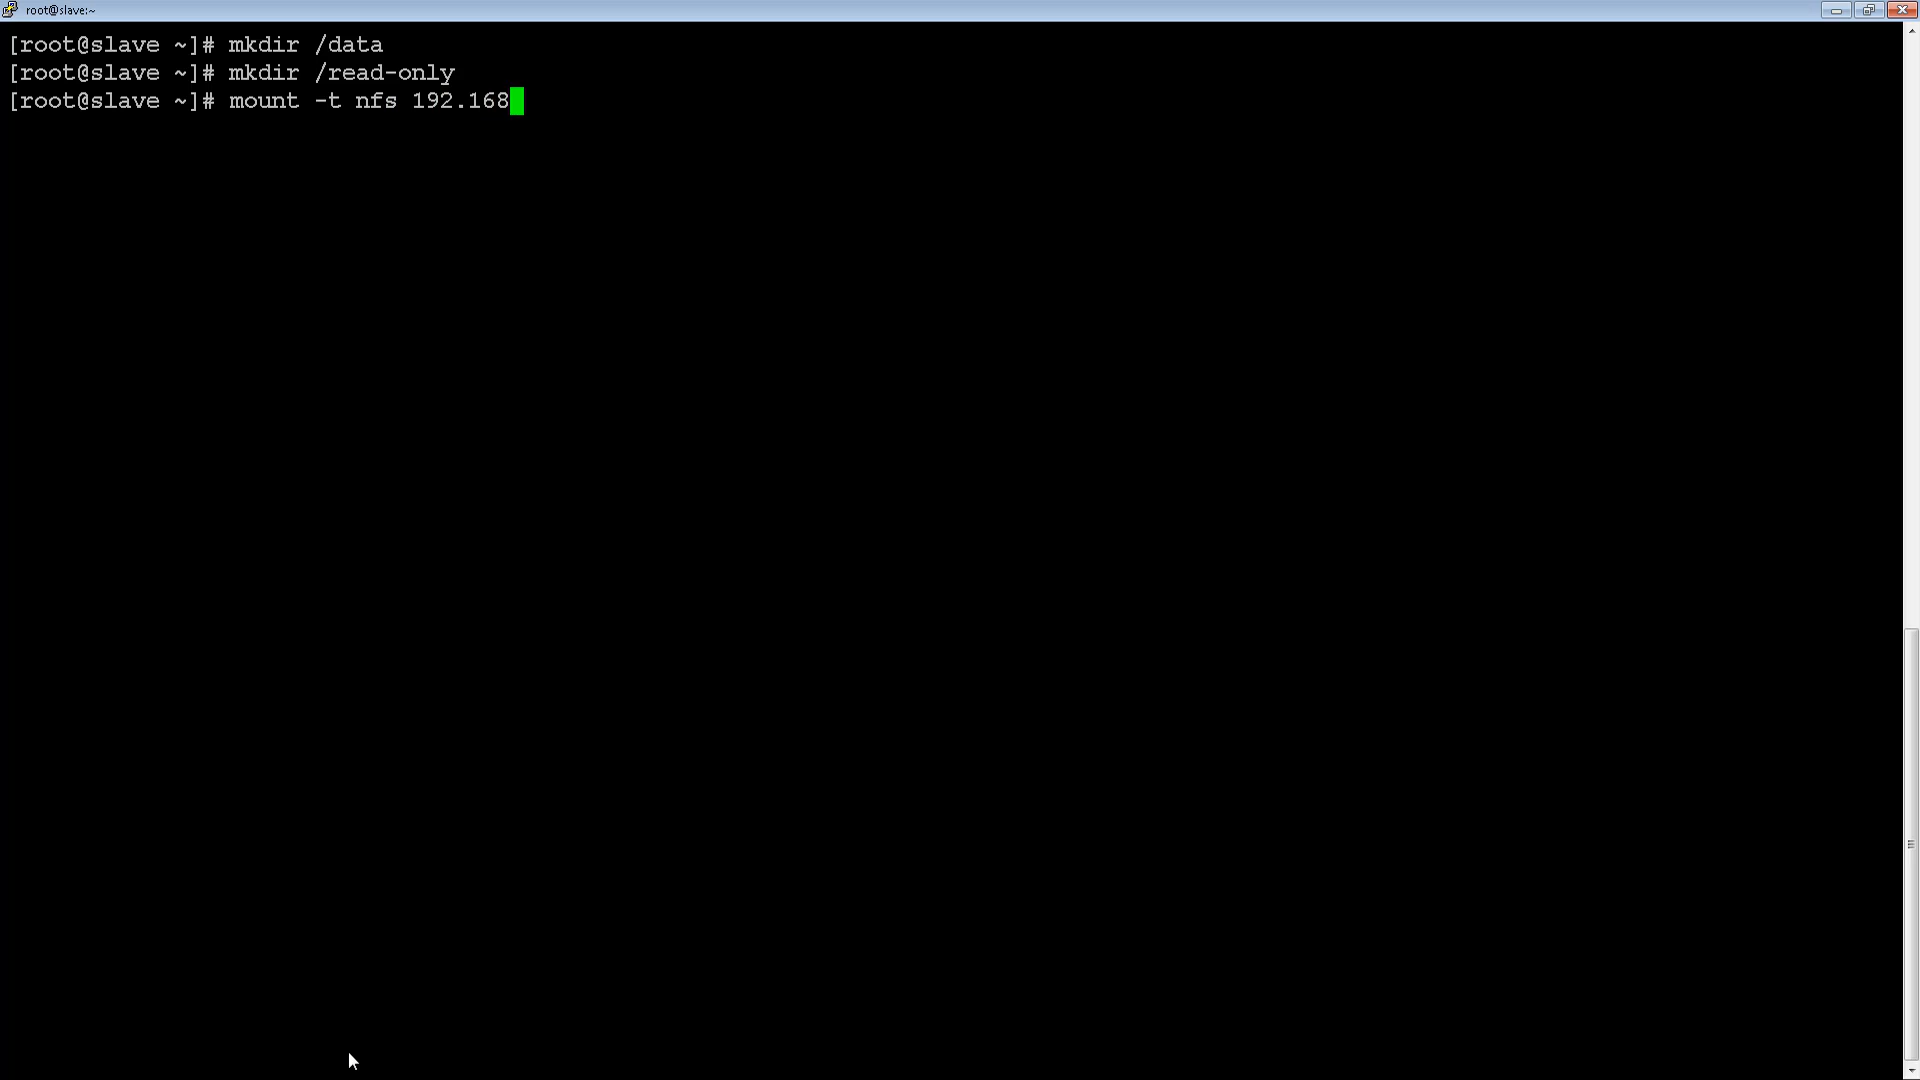 root@slave:~
[root@slave ~]# mkdir /data
[root@slave ~]# mkdir /read-only
[root@slave ~]# mount -t nfs 192.168